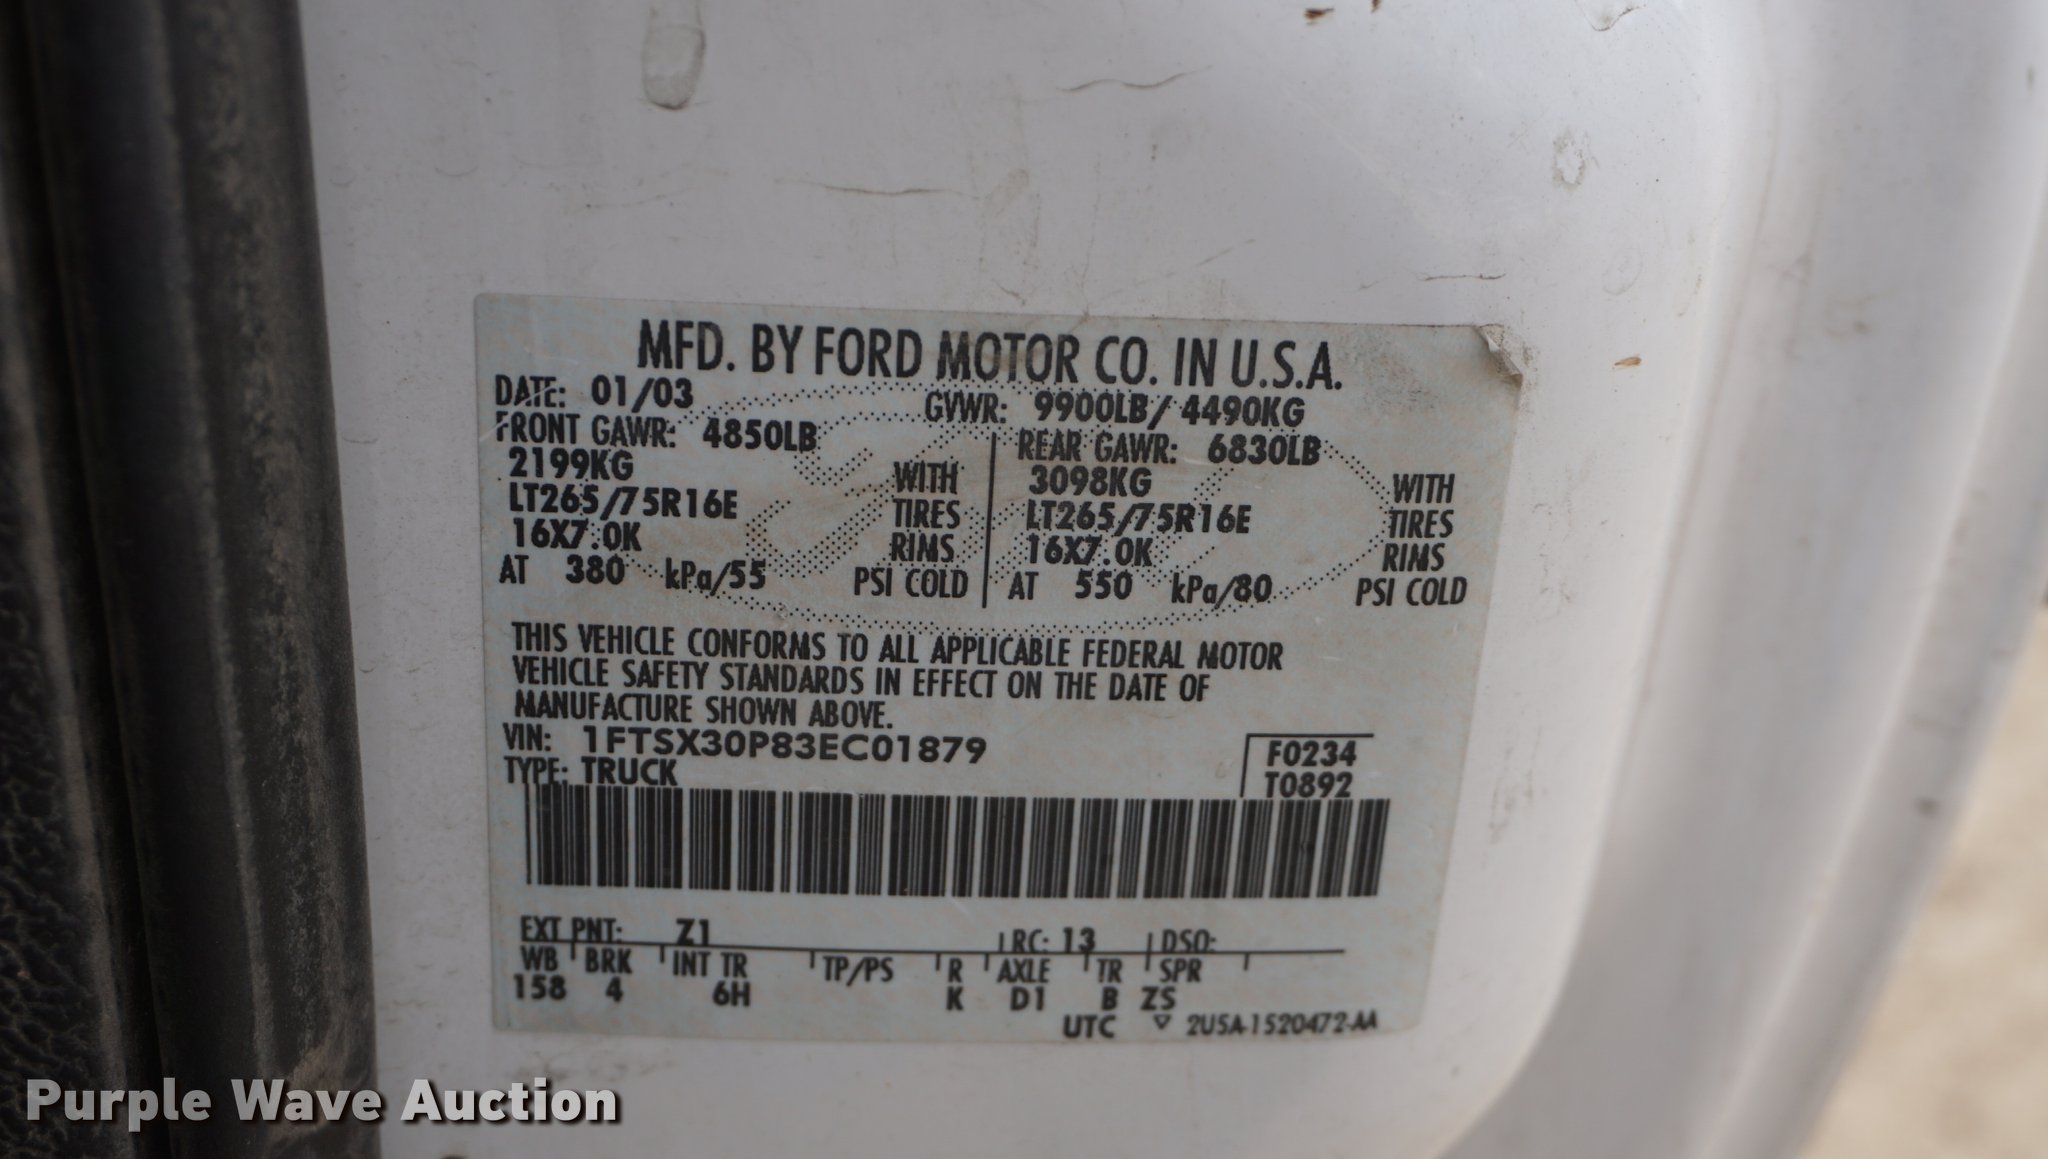 MFD. BY FORD MOTOR CO. IN U.S.A.
DATE: 01/03 GVWR: 9900LB/ 4490KG
FRONT GAWR: 4850LB REAR GAWR: 6830LB
2199KG WITH 3098KG WITH
LT265/75R16E TIRES LT265/75R16E TIRES
16X7.0K RIMS 16X7.0K RIMS
AT 380 kPa/55 PSI COLD AT 550 kPa/80 PSI COLD
THIS VEHICLE CONFORMS TO ALL APPLICABLE FEDERAL MOTOR
VEHICLE SAFETY STANDARDS IN EFFECT ON THE DATE OF
MANUFACTURE SHOWN ABOVE.
VIN: 1FTSX30P83EC01879 F0234
TYPE: TRUCK T0892
EXT PNT: Z1 RC: 13 DSO:
WB BRK INT TR TP/PS R AXLE TR SPR
158 4 6H K D1 B ZS
UTC ▽ 2USA-1520472-AA
Purple Wave Auction